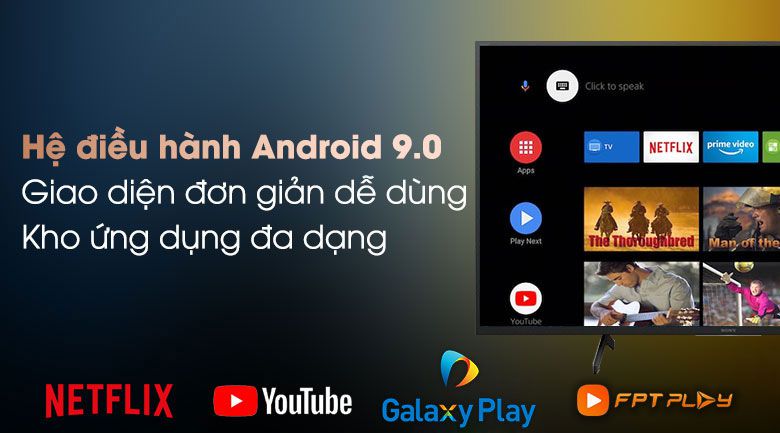 Hệ điều hành Android 9.0
Giao diện đơn giản dễ dùng
Kho ứng dụng đa dạng
Click to speak
Apps
TV
NETFLIX
prime video
Play Next
The Thoroughbred
Man of the
YouTube
SONY
NETFLIX
YouTube
Galaxy Play
FPT PLAY